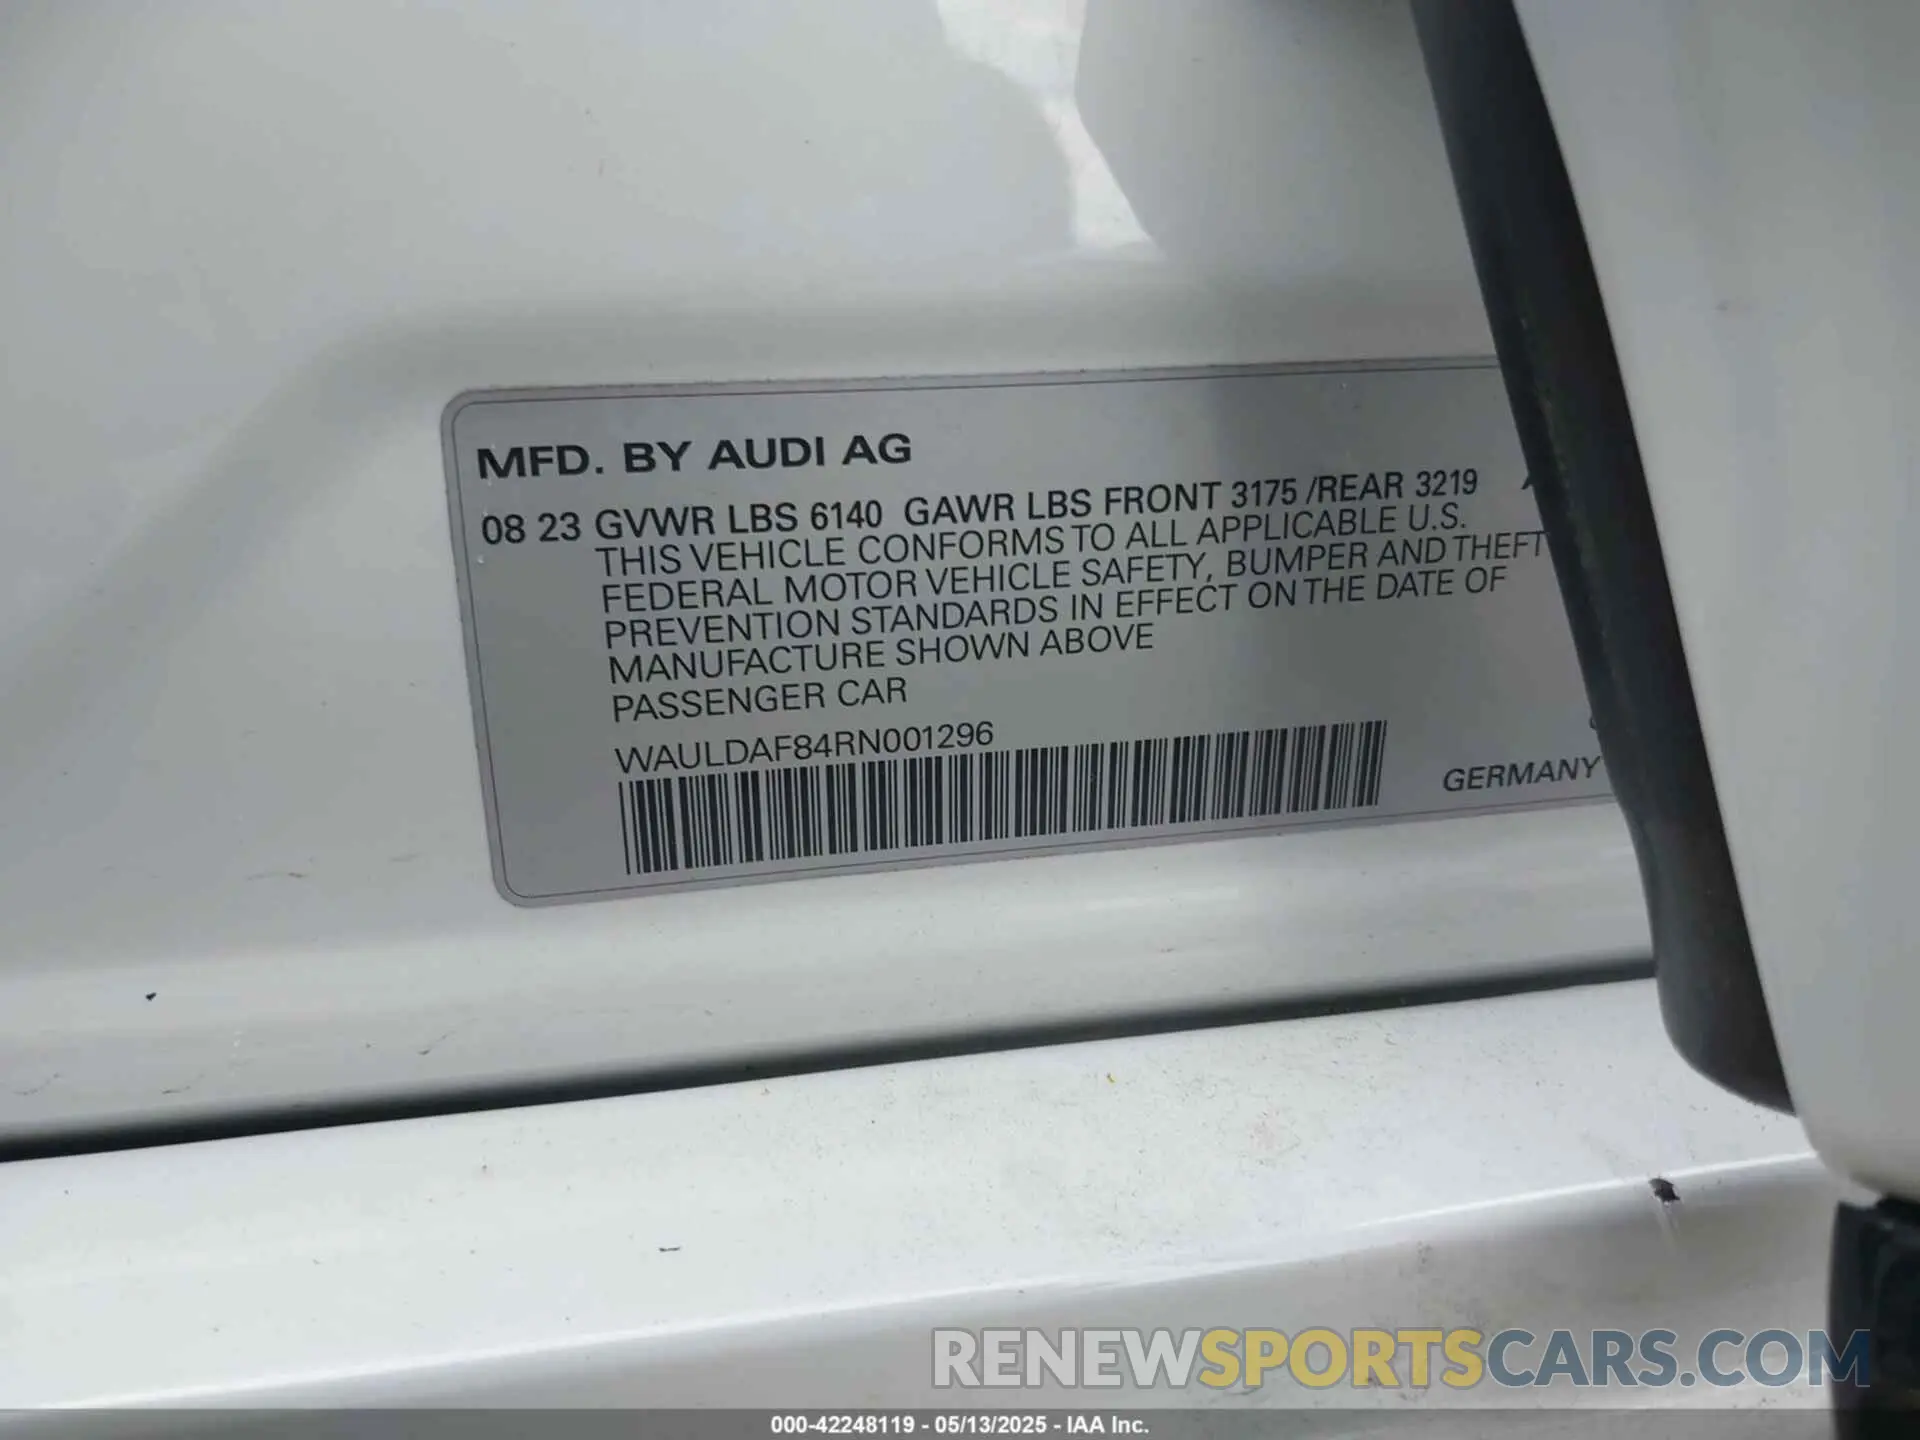 MFD. BY AUDI AG
08 23 GVWR LBS 6140 GAWR LBS FRONT 3175 /REAR 3219
THIS VEHICLE CONFORMS TO ALL APPLICABLE U.S.
FEDERAL MOTOR VEHICLE SAFETY, BUMPER AND THEFT
PREVENTION STANDARDS IN EFFECT ON THE DATE OF
MANUFACTURE SHOWN ABOVE
PASSENGER CAR
WAULDAF84RN001296
GERMANY
RENEWSPORTSCARS.COM
000-42248119 - 05/13/2025 - IAA Inc.